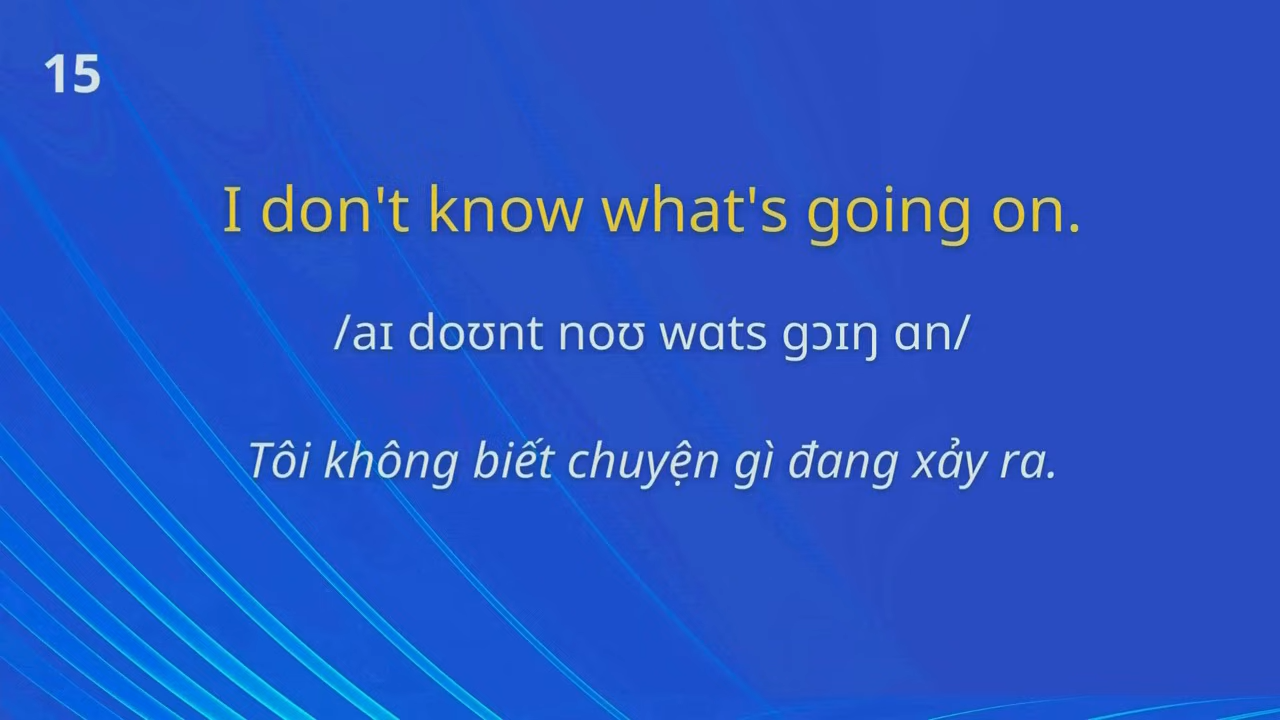 15
I don't know what's going on.
/aɪ doʊnt noʊ wɑts gɔɪŋ ɑn/
Tôi không biết chuyện gì đang xảy ra.